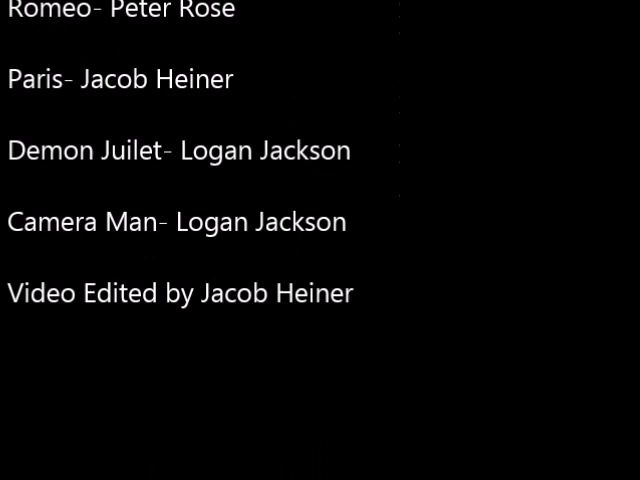 Romeo- Peter Rose
Paris- Jacob Heiner
Demon Juilet- Logan Jackson
Camera Man- Logan Jackson
Video Edited by Jacob Heiner